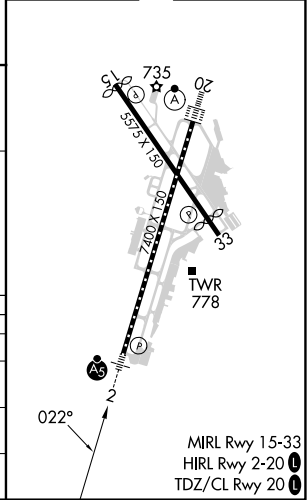 735
A
15
20
P
5575 X 150
7400 X 150
P
33
TWR
778
P
A5
2
022°
MIRL Rwy 15-33
HIRL Rwy 2-20 L
TDZ/CL Rwy 20 L